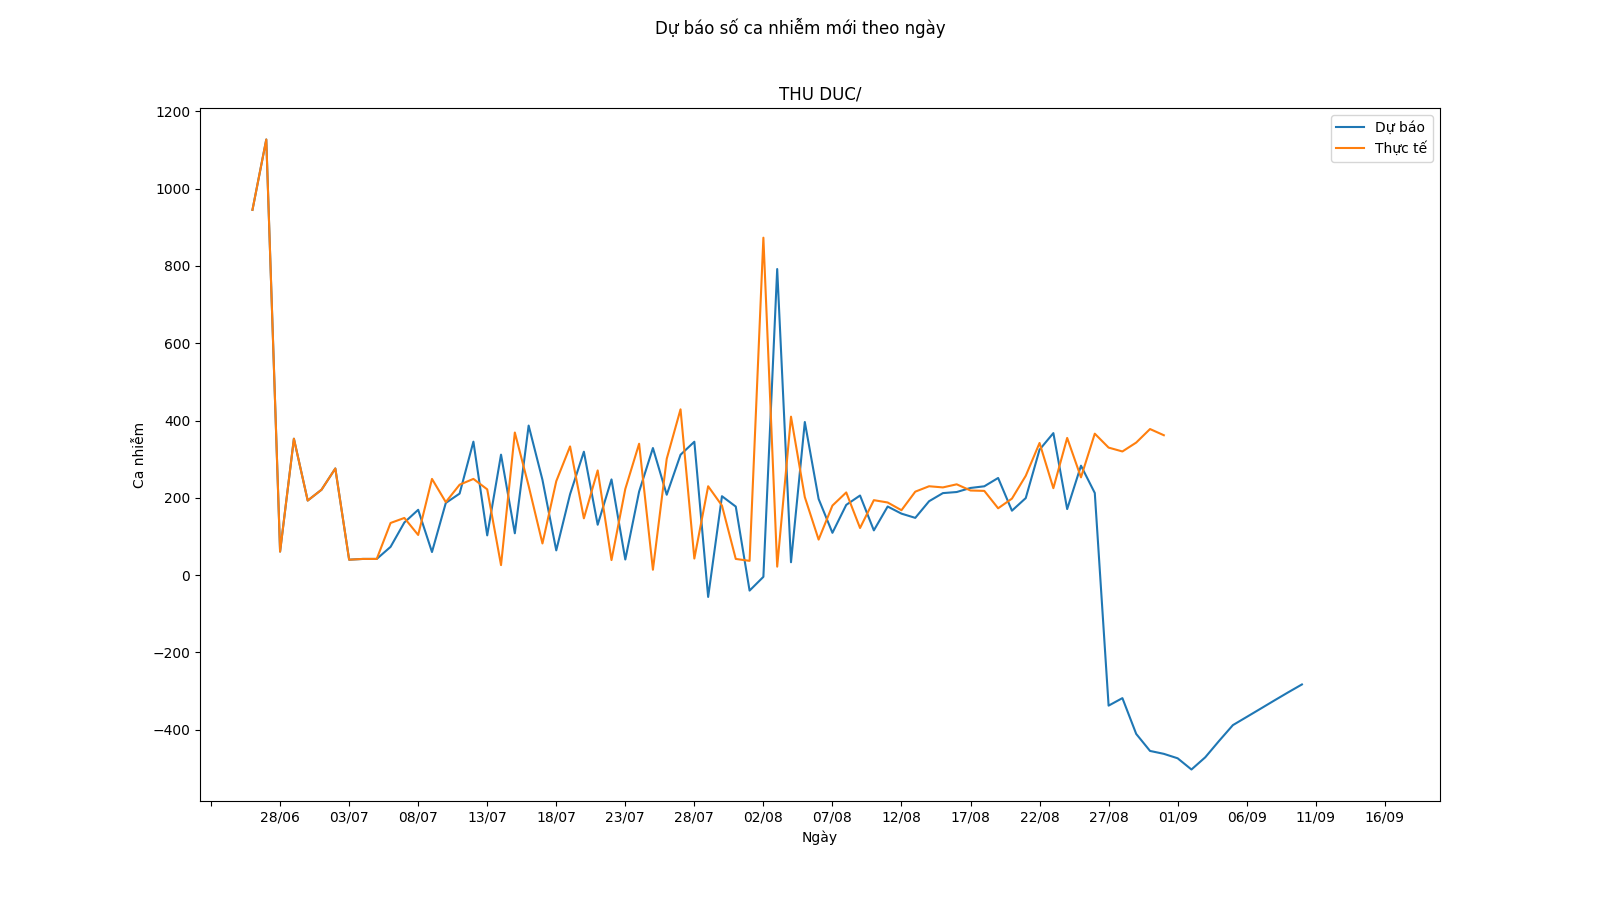 Dự báo số ca nhiễm mới theo ngày
THU DUC/
Dự báo
Thực tế
Ca nhiễm
1200
1000
800
600
400
200
0
−200
−400
28/06 03/07 08/07 13/07 18/07 23/07 28/07 02/08 07/08 12/08 17/08 22/08 27/08 01/09 06/09 11/09 16/09
Ngày